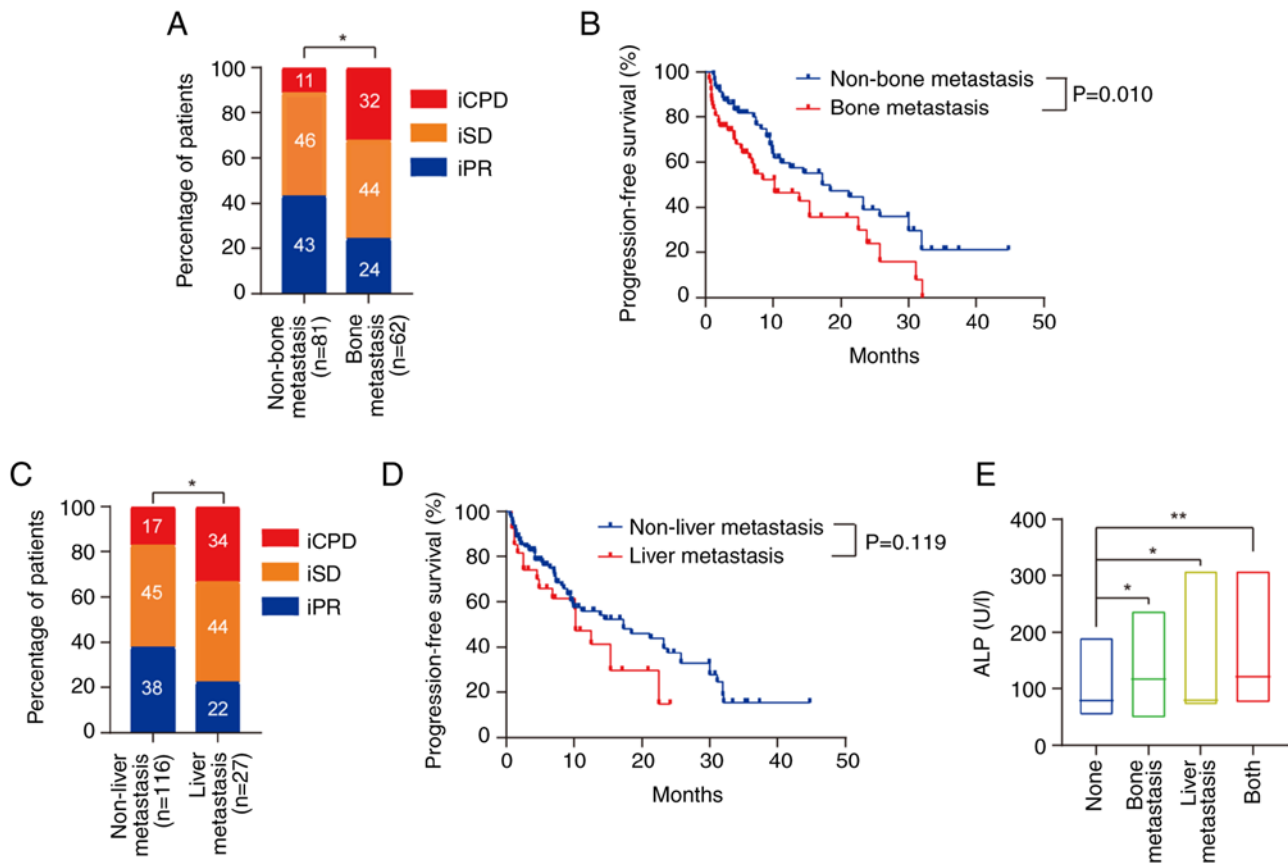 A
*
Percentage of patients
100
80
60
40
20
0
11
46
43
32
44
24
iCPD
iSD
iPR
Non-bone
metastasis
(n=81)
Bone
metastasis
(n=62)
B
Progression-free survival (%)
100
80
60
40
20
0
Non-bone metastasis
Bone metastasis
P=0.010
0
10
20
30
40
50
Months
C
*
Percentage of patients
100
80
60
40
20
0
17
45
38
34
44
22
iCPD
iSD
iPR
Non-liver
metastasis
(n=116)
Liver
metastasis
(n=27)
D
Progression-free survival (%)
100
80
60
40
20
0
Non-liver metastasis
Liver metastasis
P=0.119
0
10
20
30
40
50
Months
E
ALP (U/l)
400
300
200
100
0
**
*
*
None
Bone
metastasis
Liver
metastasis
Both